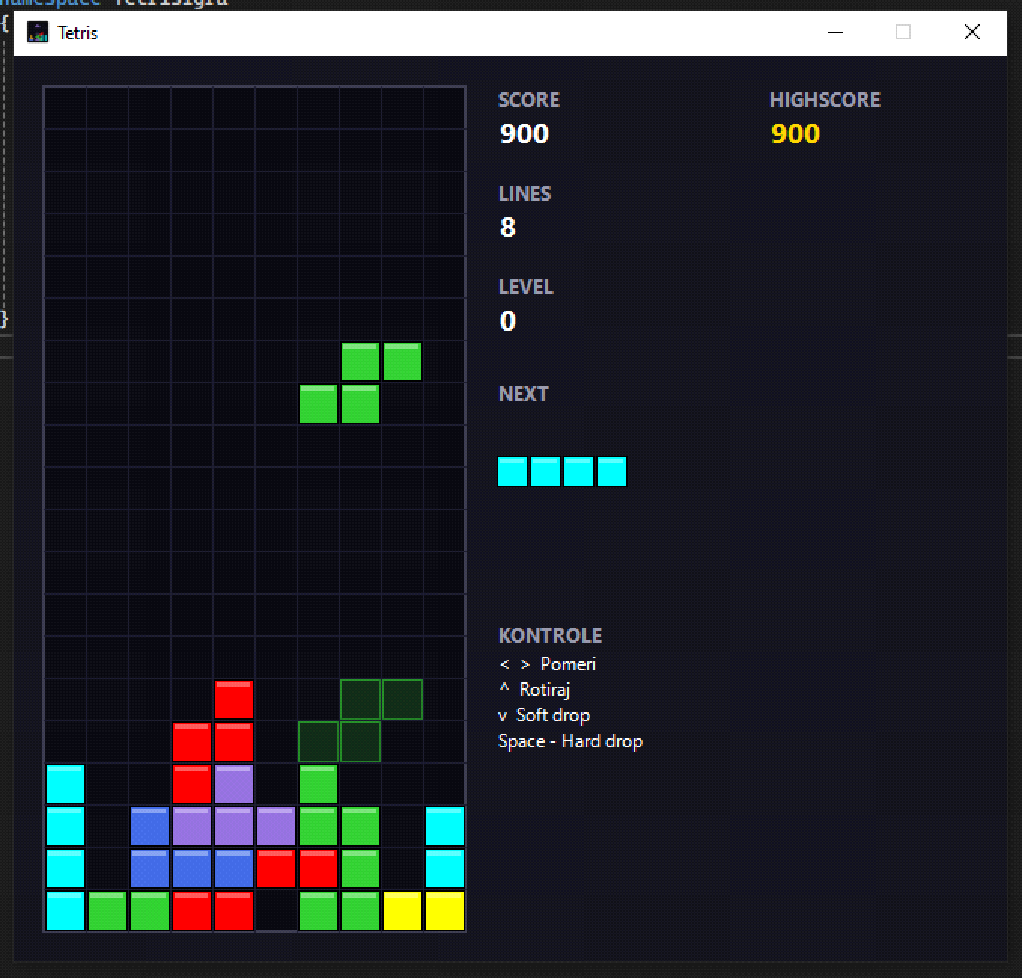 {
Tetris
SCORE
900
HIGHSCORE
900
LINES
8
LEVEL
0
}
NEXT
KONTROLE
< > Pomeri
^ Rotiraj
v Soft drop
Space - Hard drop